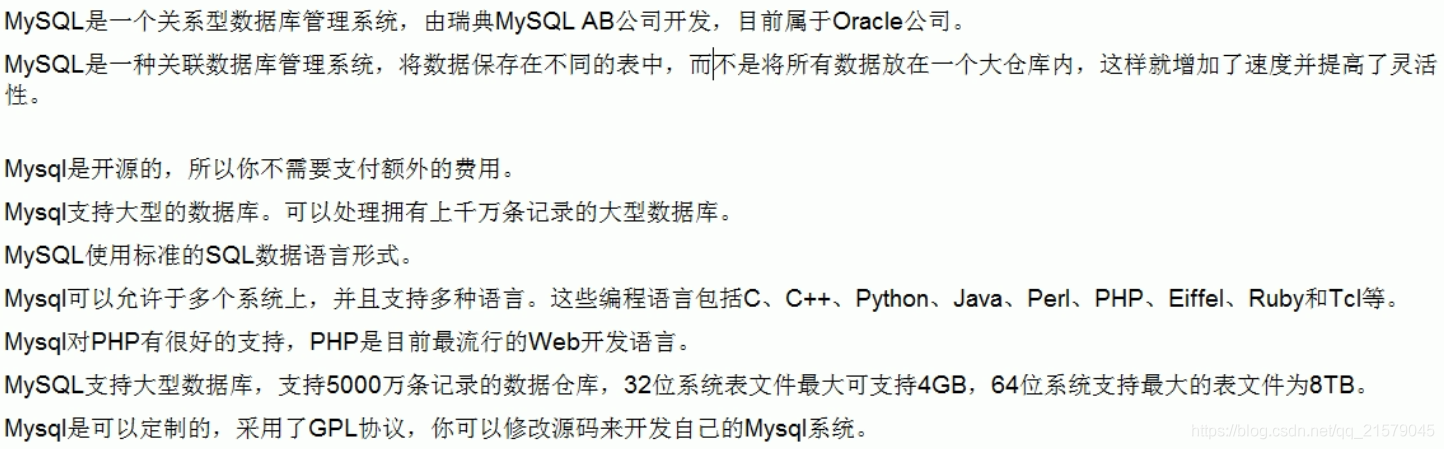 MySQL是一个关系型数据库管理系统，由瑞典MySQL AB公司开发，目前属于Oracle公司。
MySQL是一种关联数据库管理系统，将数据保存在不同的表中，而不是将所有数据放在一个大仓库内，这样就增加了速度并提高了灵活
性。
Mysql是开源的，所以你不需要支付额外的费用。
Mysql支持大型的数据库。可以处理拥有上千万条记录的大型数据库。
MySQL使用标准的SQL数据语言形式。
Mysql可以允许于多个系统上，并且支持多种语言。这些编程语言包括C、C++、Python、Java、Perl、PHP、Eiffel、Ruby和Tcl等。
Mysql对PHP有很好的支持，PHP是目前最流行的Web开发语言。
MySQL支持大型数据库，支持5000万条记录的数据仓库，32位系统表文件最大可支持4GB，64位系统支持最大的表文件为8TB。
Mysql是可以定制的，采用了GPL协议，你可以修改源码来开发自己的Mysql系统。
https://blog.csdn.net/qq_21579045